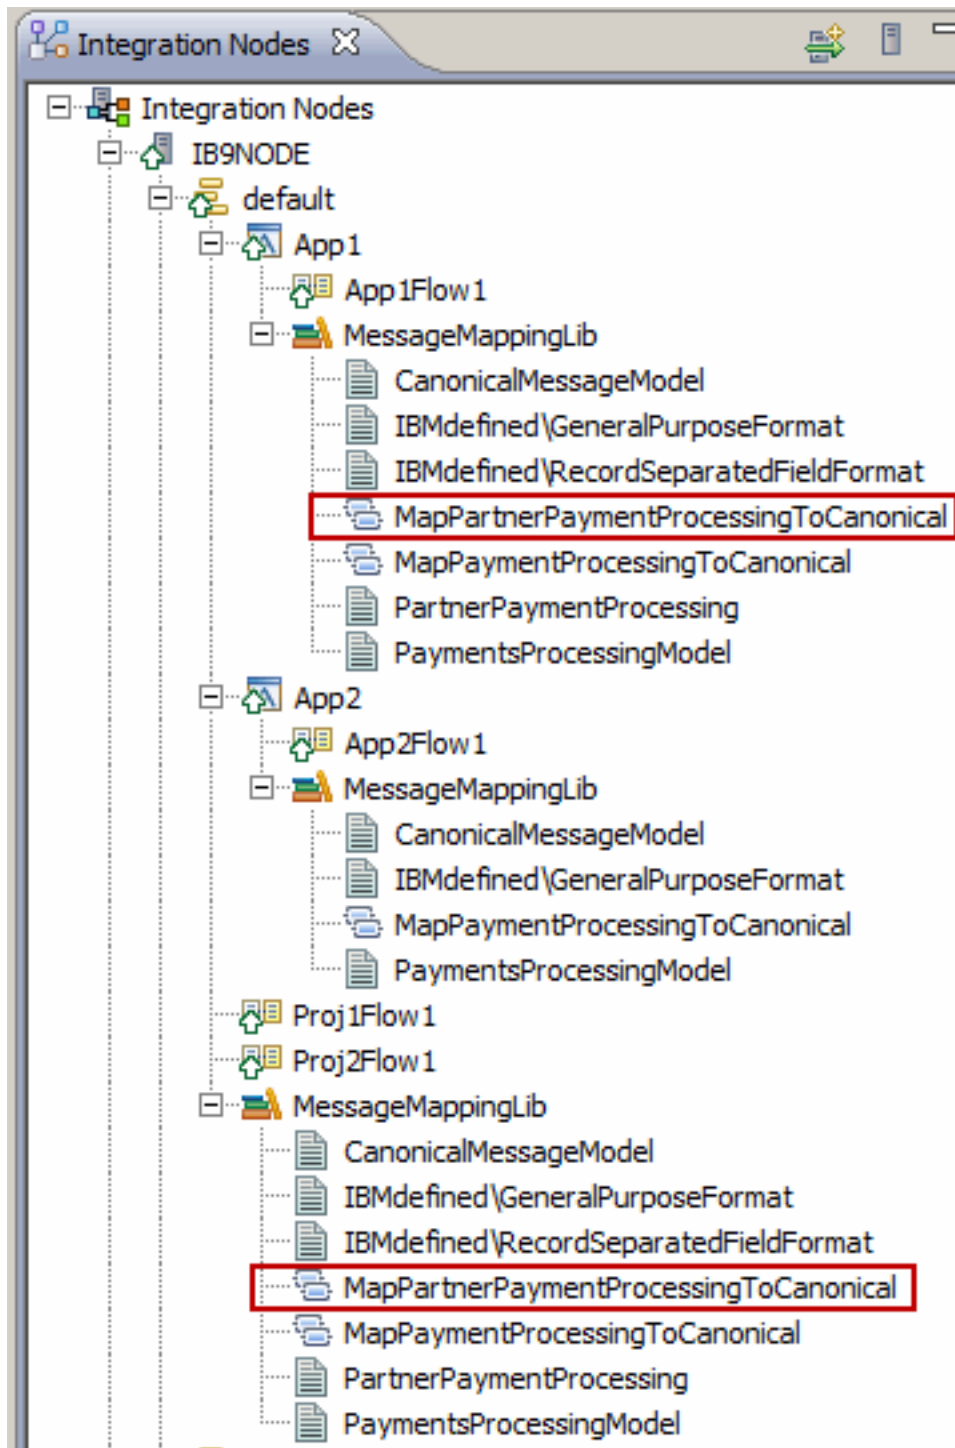 Integration Nodes
Integration Nodes
IB9NODE
default
App1
App1Flow1
MessageMappingLib
CanonicalMessageModel
IBMdefined\GeneralPurposeFormat
IBMdefined\RecordSeparatedFieldFormat
MapPartnerPaymentProcessingToCanonical
MapPaymentProcessingToCanonical
PartnerPaymentProcessing
PaymentsProcessingModel
App2
App2Flow1
MessageMappingLib
CanonicalMessageModel
IBMdefined\GeneralPurposeFormat
MapPaymentProcessingToCanonical
PaymentsProcessingModel
Proj1Flow1
Proj2Flow1
MessageMappingLib
CanonicalMessageModel
IBMdefined\GeneralPurposeFormat
IBMdefined\RecordSeparatedFieldFormat
MapPartnerPaymentProcessingToCanonical
MapPaymentProcessingToCanonical
PartnerPaymentProcessing
PaymentsProcessingModel